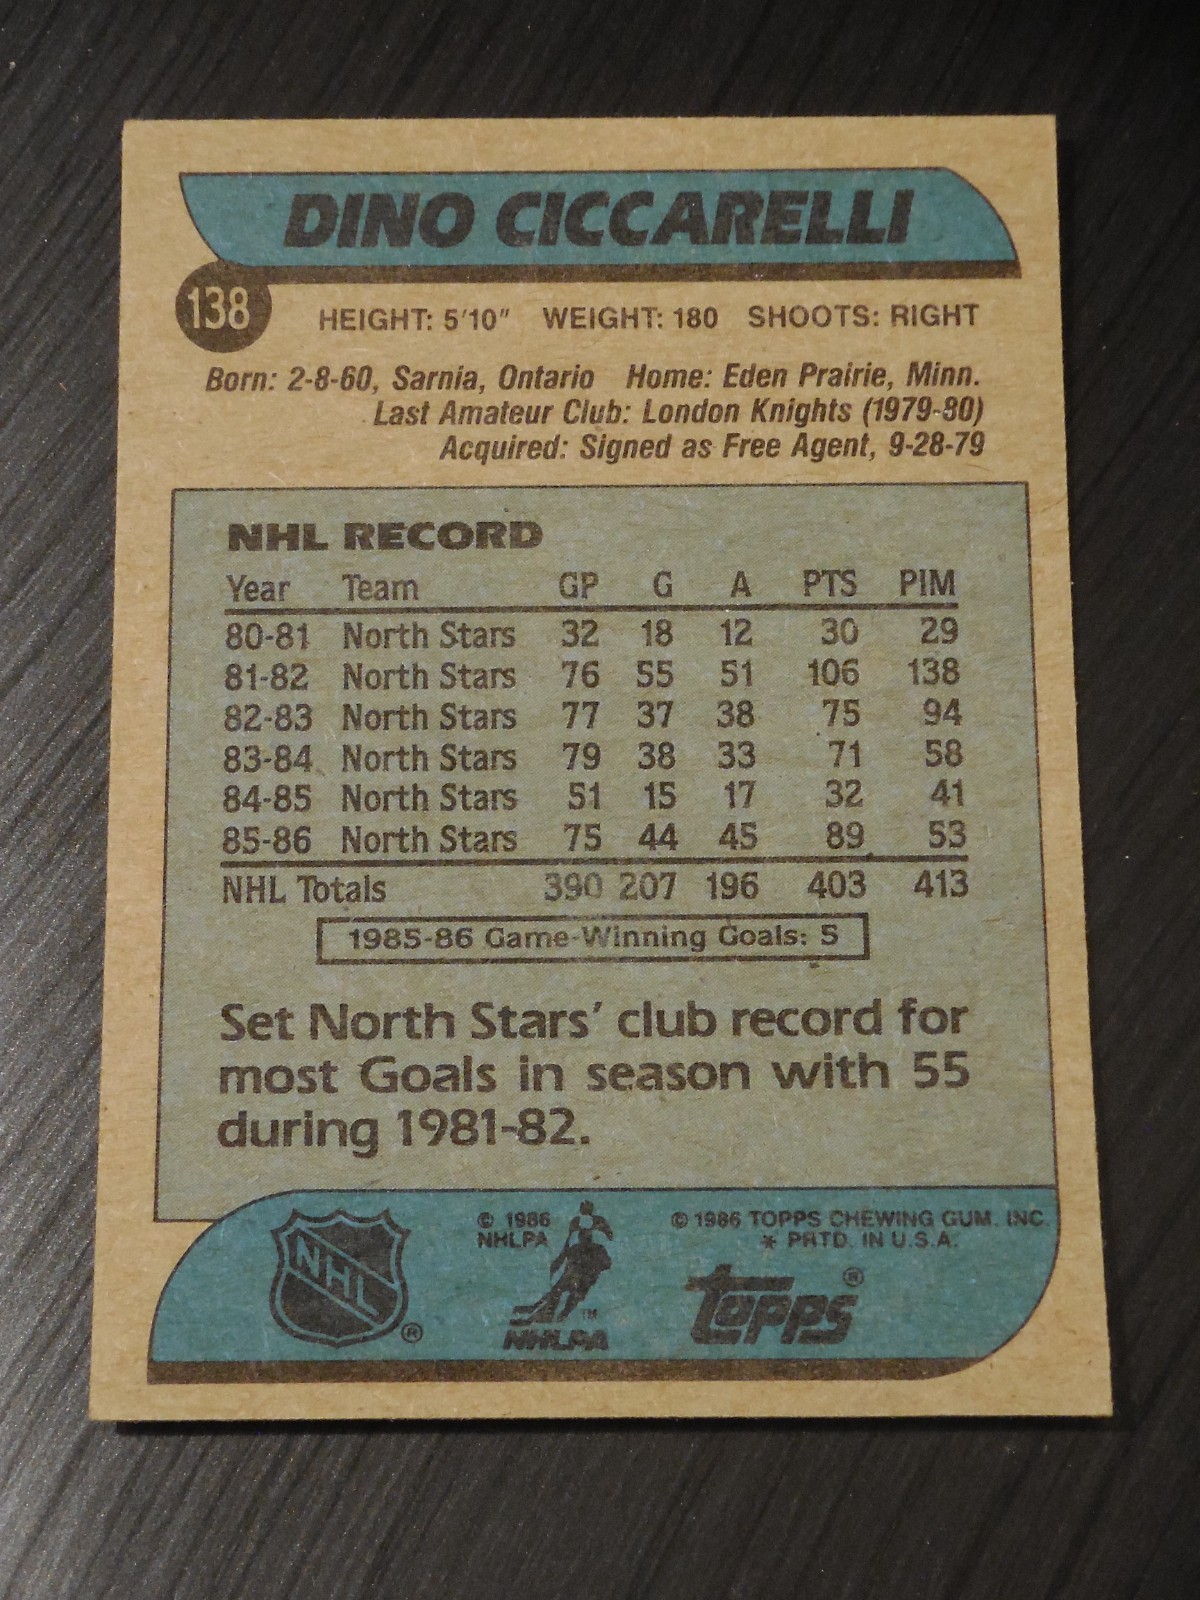 DINO CICCARELLI
138
HEIGHT: 5'10" WEIGHT: 180 SHOOTS: RIGHT
Born: 2-8-60, Sarnia, Ontario Home: Eden Prairie, Minn.
Last Amateur Club: London Knights (1979-80)
Acquired: Signed as Free Agent, 9-28-79
NHL RECORD
Year Team GP G A PTS PIM
80-81 North Stars 32 18 12 30 29
81-82 North Stars 76 55 51 106 138
82-83 North Stars 77 37 38 75 94
83-84 North Stars 79 38 33 71 58
84-85 North Stars 51 15 17 32 41
85-86 North Stars 75 44 45 89 53
NHL Totals 390 207 196 403 413
1985-86 Game-Winning Goals: 5
Set North Stars' club record for
most Goals in season with 55
during 1981-82.
NHL ®
© 1986
NHLPA
™
NHLPA
© 1986 TOPPS CHEWING GUM, INC.
* PRTD. IN U.S.A.
topps ®